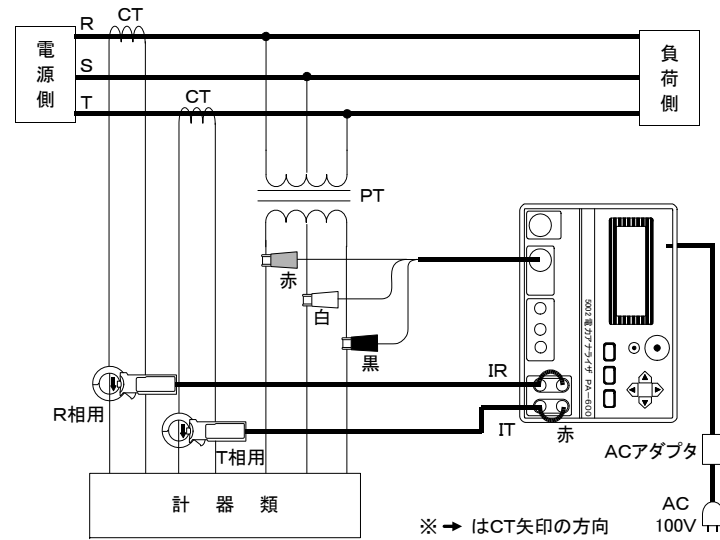 CT
R
電源側
S
CT
T
負荷側
PT
赤
白
黒
5002 電力アナライザ PA-600
IR
R相用
IT
赤
T相用
ACアダプタ
計器類
※→ はCT矢印の方向
AC
100V